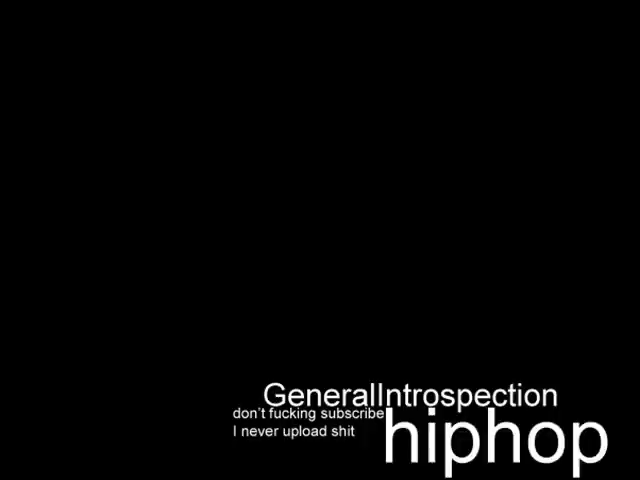 GeneralIntrospection
don't fucking subscribe
I never upload shit
hiphop